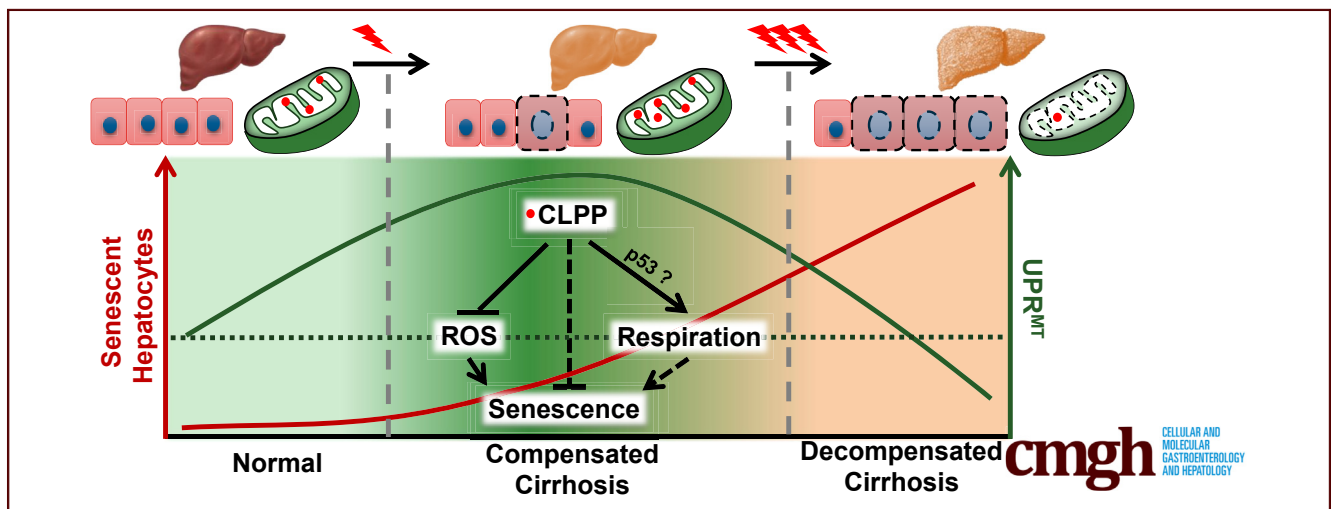 Senescent
Hepatocytes
CLPP
p53 ?
ROS
Respiration
Senescence
UPRMT
Normal
Compensated
Cirrhosis
Decompensated
Cirrhosis
cmgh
CELLULAR AND
MOLECULAR
GASTROENTEROLOGY
AND HEPATOLOGY